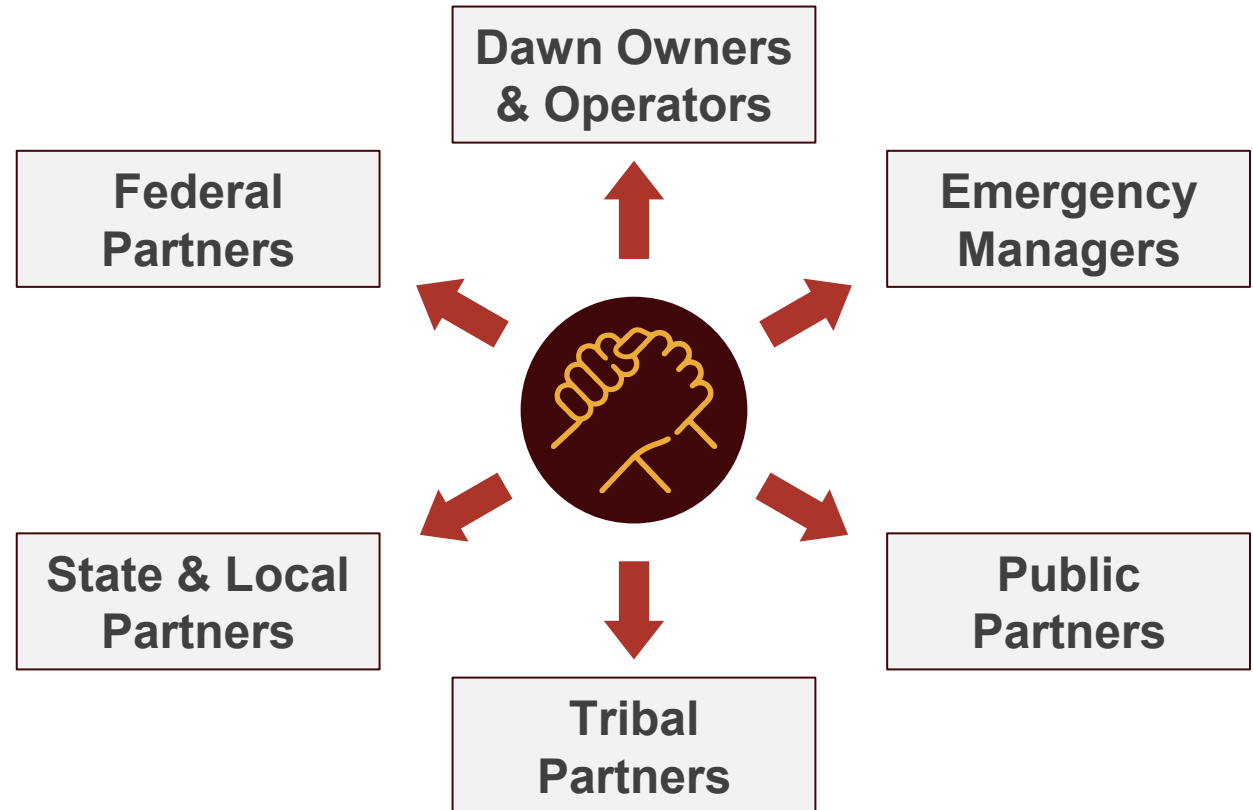 Dawn Owners
& Operators
Federal
Partners
Emergency
Managers
State & Local
Partners
Public
Partners
Tribal
Partners